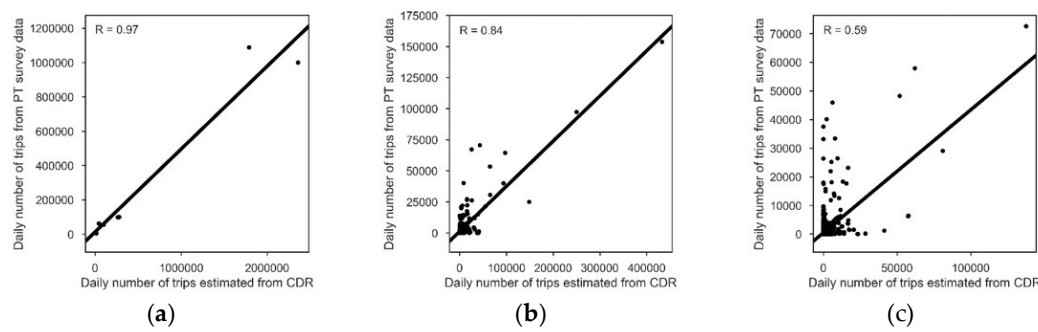 R = 0.97
Daily number of trips from PT survey data
1200000
1000000
800000
600000
400000
200000
0
0 1000000 2000000
Daily number of trips estimated from CDR
(a)
R = 0.84
Daily number of trips from PT survey data
175000
150000
125000
100000
75000
50000
25000
0
0 100000 200000 300000 400000
Daily number of trips estimated from CDR
(b)
R = 0.59
Daily number of trips from PT survey data
70000
60000
50000
40000
30000
20000
10000
0
0 50000 100000
Daily number of trips estimated from CDR
(c)